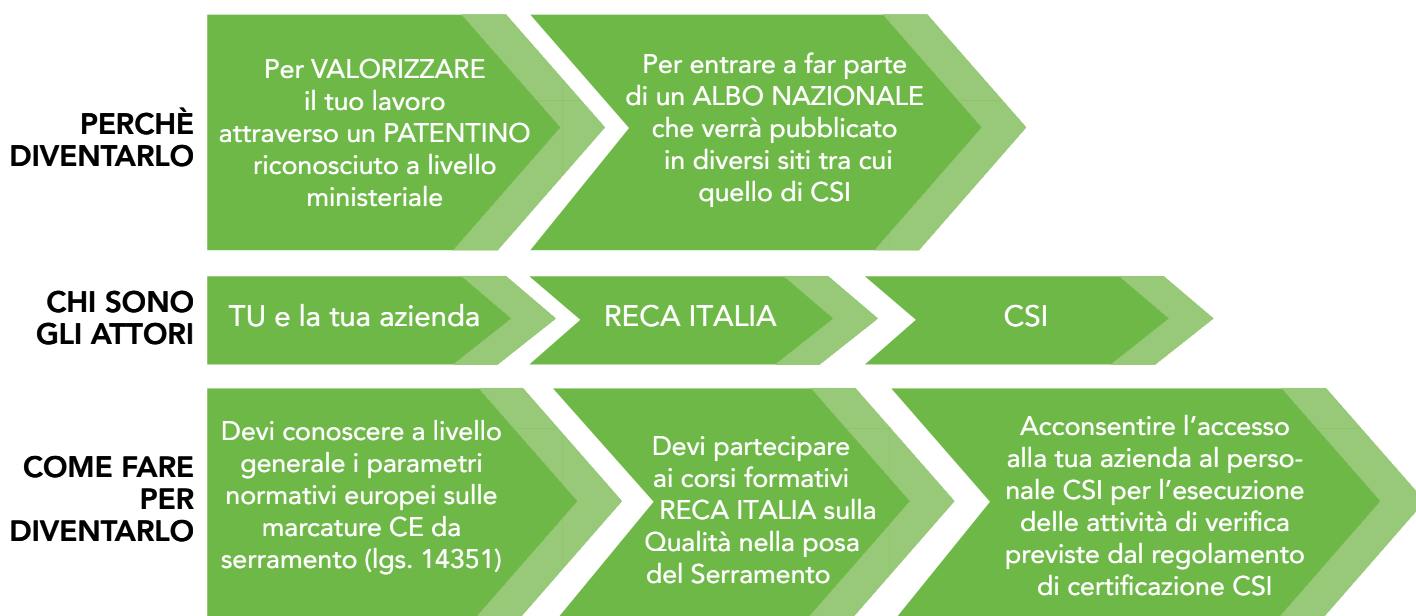 PERCHÈ
DIVENTARLO
Per VALORIZZARE
il tuo lavoro
attraverso un PATENTINO
riconosciuto a livello
ministeriale
Per entrare a far parte
di un ALBO NAZIONALE
che verrà pubblicato
in diversi siti tra cui
quello di CSI
CHI SONO
GLI ATTORI
TU e la tua azienda
RECA ITALIA
CSI
COME FARE
PER
DIVENTARLO
Devi conoscere a livello
generale i parametri
normativi europei sulle
marcature CE da
serramento (lgs. 14351)
Devi partecipare
ai corsi formativi
RECA ITALIA sulla
Qualità nella posa
del Serramento
Acconsentire l’accesso
alla tua azienda al perso-
nale CSI per l’esecuzione
delle attività di verifica
previste dal regolamento
di certificazione CSI